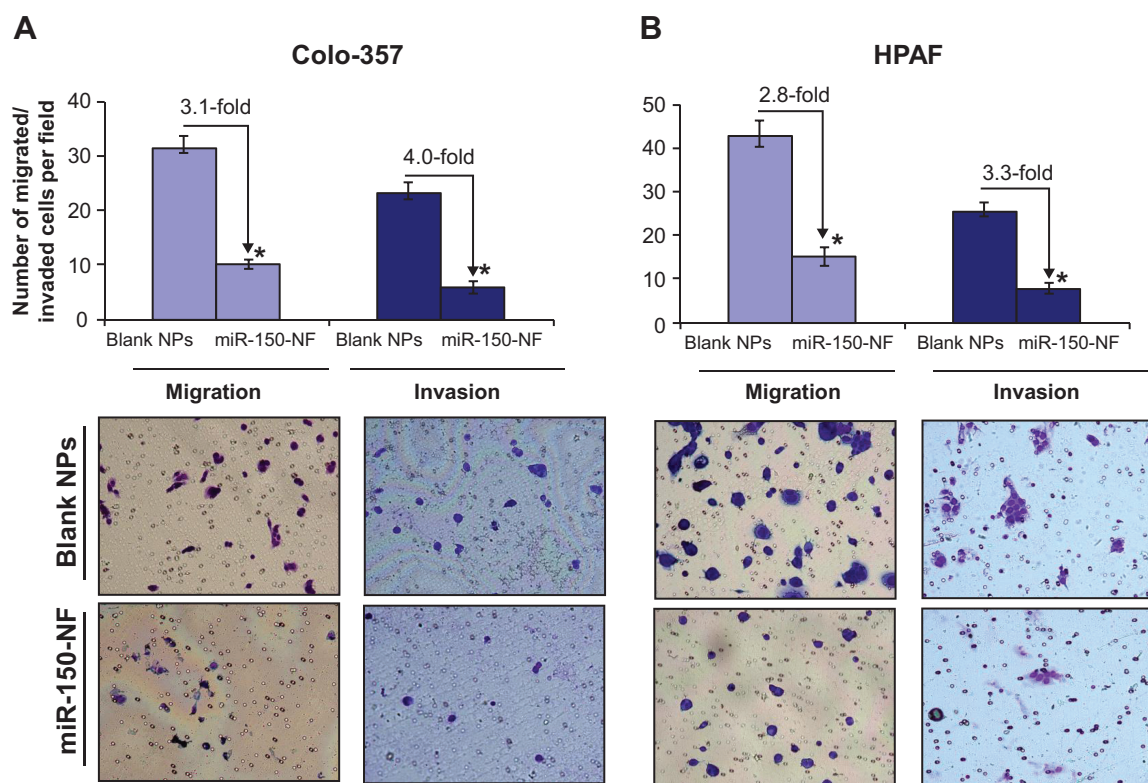 A
Colo-357
Number of migrated/
invaded cells per field
40
30
20
10
0
3.1-fold
*
4.0-fold
*
Blank NPs
miR-150-NF
Blank NPs
miR-150-NF
Migration
Invasion
B
HPAF
50
40
30
20
10
0
2.8-fold
*
3.3-fold
*
Blank NPs
miR-150-NF
Blank NPs
miR-150-NF
Migration
Invasion
Blank NPs
miR-150-NF